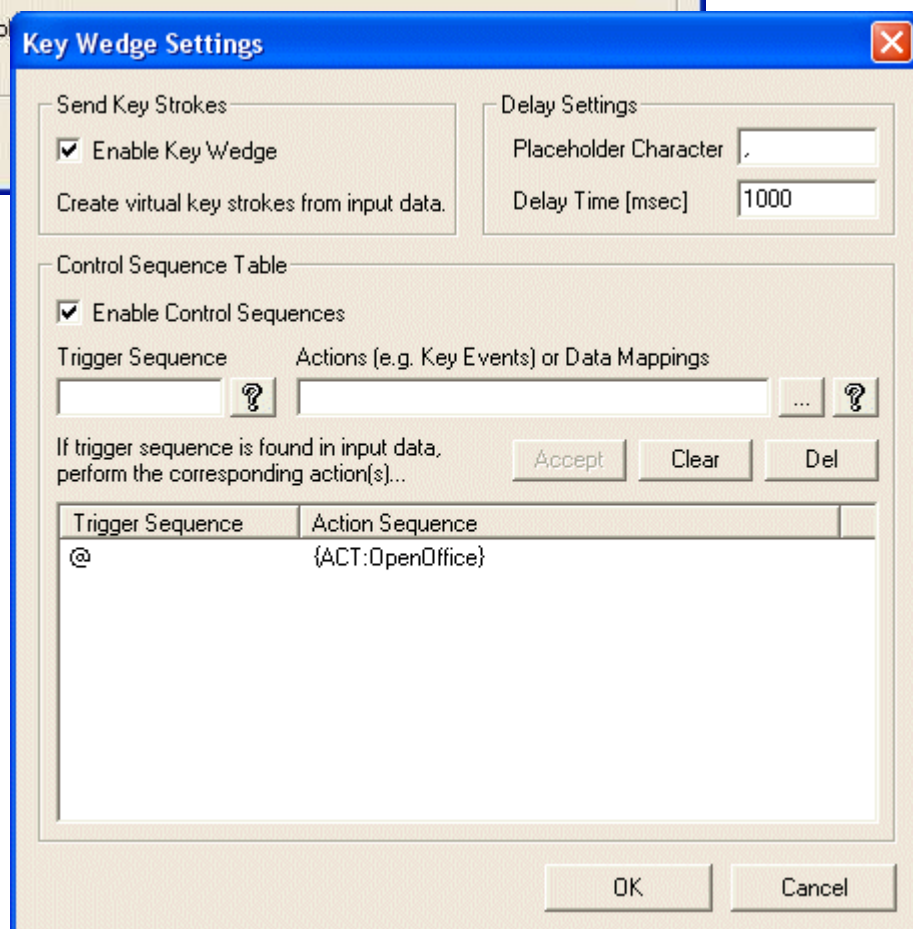 Key Wedge Settings
Send Key Strokes
Enable Key Wedge
Create virtual key strokes from input data.
Delay Settings
Placeholder Character ,
Delay Time [msec] 1000
Control Sequence Table
Enable Control Sequences
Trigger Sequence Actions (e.g. Key Events) or Data Mappings
? ... ?
If trigger sequence is found in input data,
perform the corresponding action(s)...
Accept Clear Del
Trigger Sequence Action Sequence
@ {ACT:OpenOffice}
OK Cancel